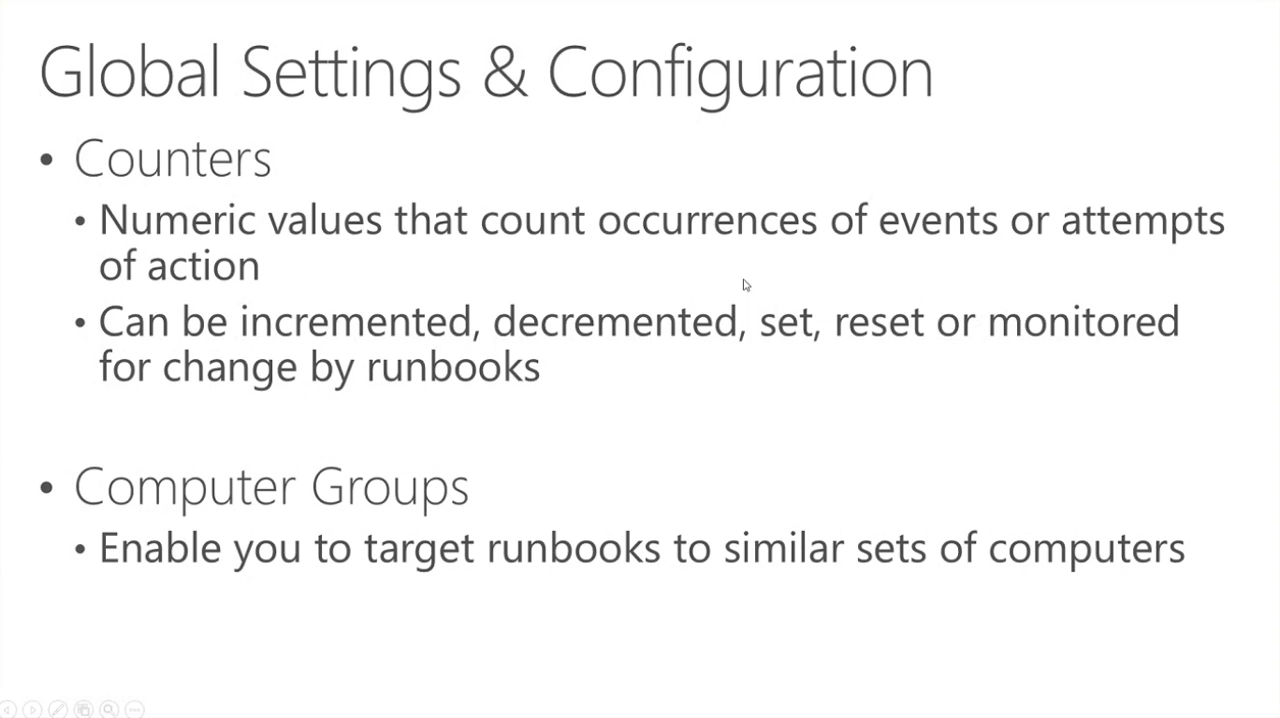 Global Settings & Configuration
• Counters
• Numeric values that count occurrences of events or attempts
of action
• Can be incremented, decremented, set, reset or monitored
for change by runbooks
• Computer Groups
• Enable you to target runbooks to similar sets of computers